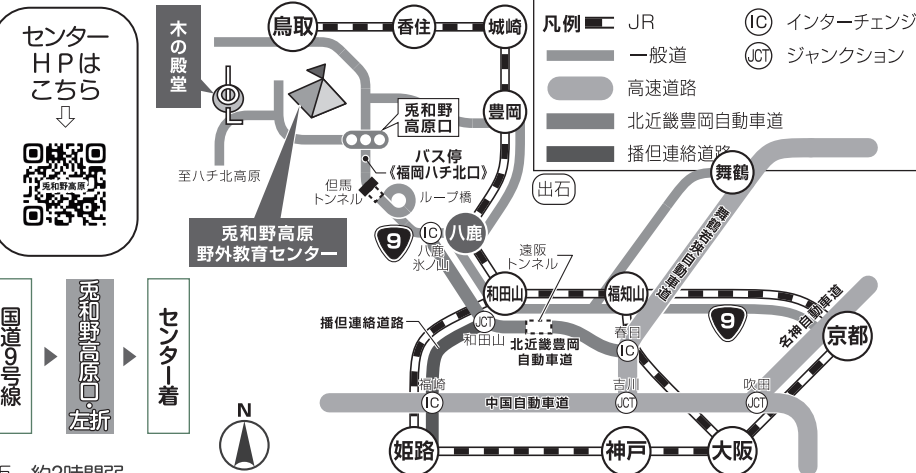 センター
HPは
こちら
兎和野高原
国道9号線
兎和野高原口・左折
センター着
木の殿堂
至ハチ北高原
兎和野高原
野外教育センター
鳥取
香住
城崎
豊岡
兎和野
高原口
バス停
《福岡ハチ北口》
但馬
トンネル
ループ橋
9
IC
八鹿
氷ノ山
八鹿
出石
遠阪
トンネル
和田山
福知山
舞鶴
舞鶴若狭自動車道
播但連絡道路
JCT
和田山
北近畿豊岡
自動車道
春日
IC
9
名神自動車道
京都
福崎
IC
中国自動車道
吉川
JCT
吹田
JCT
姫路
神戸
大阪
N
凡例
JR
一般道
高速道路
北近畿豊岡自動車道
播但連絡道路
IC インターチェンジ
JCT ジャンクション